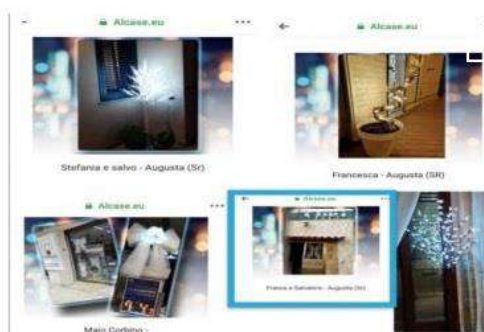 Alcase.eu
Stefania e salvo - Augusta (Sr)
Alcase.eu
Francesca - Augusta (SR)
Alcase.eu
Alcase.eu
Franca e Salvatore - Augusta (Sr)